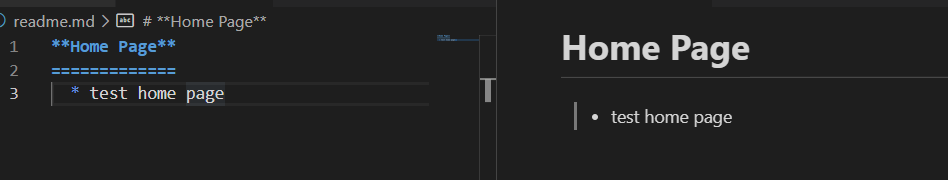 readme.md > # **Home Page**
1 **Home Page**
2 =============
3 * test home page
Home Page
• test home page